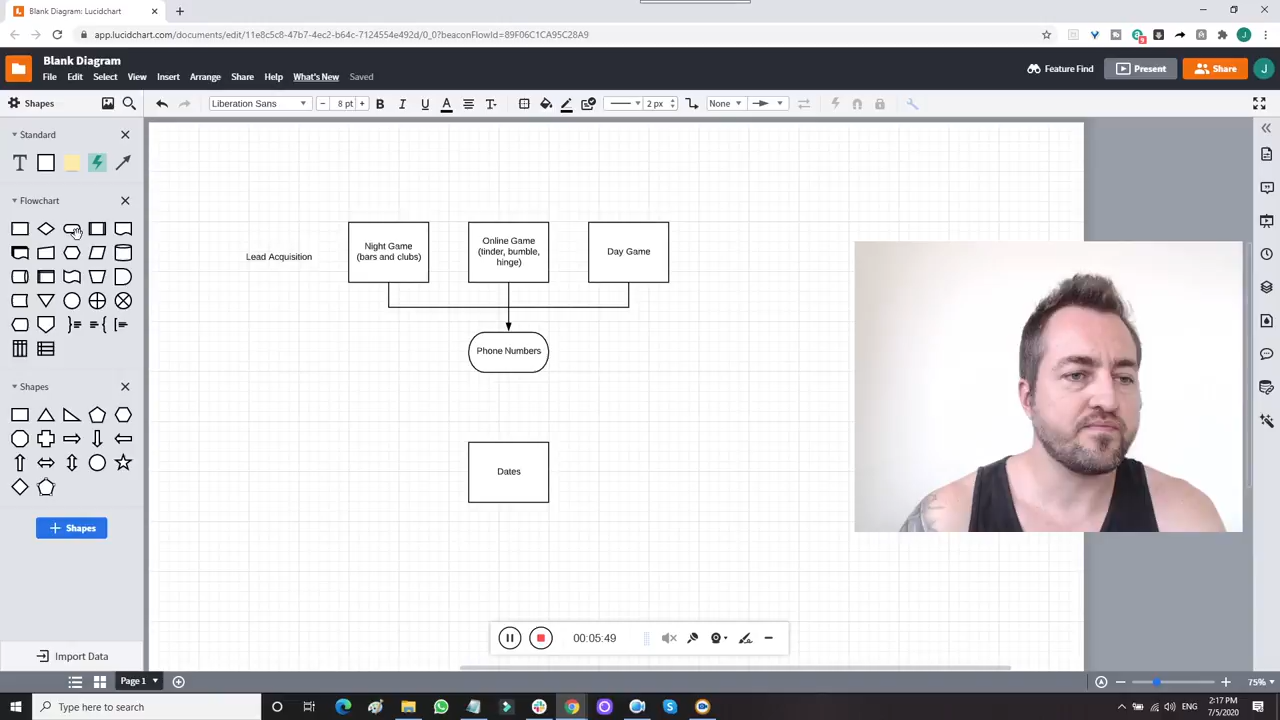 Blank Diagram: Lucidchart
app.lucidchart.com/documents/edit/11e8c5c8-47b7-4ec2-b64c-7124554e492d/0_0?beaconFlowId=89F06C1CA95C28A9
9
J
Blank Diagram
File Edit Select View Insert Arrange Share Help What's New Saved
Feature Find
Present
Share
J
Shapes
Liberation Sans
8 pt
B I U A T
2 px
None
Standard
T
Flowchart
Shapes
+ Shapes
Import Data
Lead Acquisition
Night Game
(bars and clubs)
Online Game
(tinder, bumble,
hinge)
Day Game
Phone Numbers
Dates
00:05:49
Page 1
75%
Type here to search
ENG
2:17 PM
7/5/2020